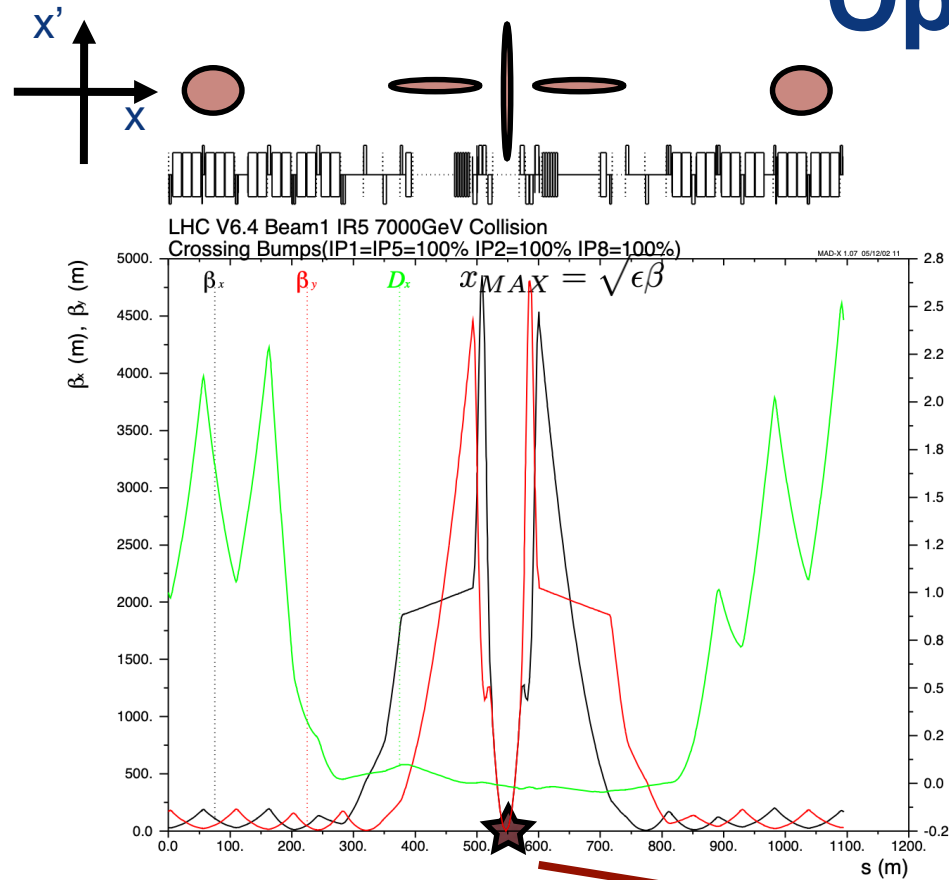 Op
x'
x
LHC V6.4 Beam1 IR5 7000GeV Collision
Crossing Bumps(IP1=IP5=100% IP2=100% IP8=100%)
MAD-X 1.07 05/12/02 11
βx βy Dx
x_MAX = √εβ
βx (m), βy (m)
5000.
4500.
4000.
3500.
3000.
2500.
2000.
1500.
1000.
500.
0.0
2.8
2.5
2.2
2.0
1.8
1.5
1.2
1.0
0.8
0.5
0.2
0.0
-0.2
0.0 100. 200. 300. 400. 500. 600. 700. 800. 900. 1000. 1100. 1200.
s (m)